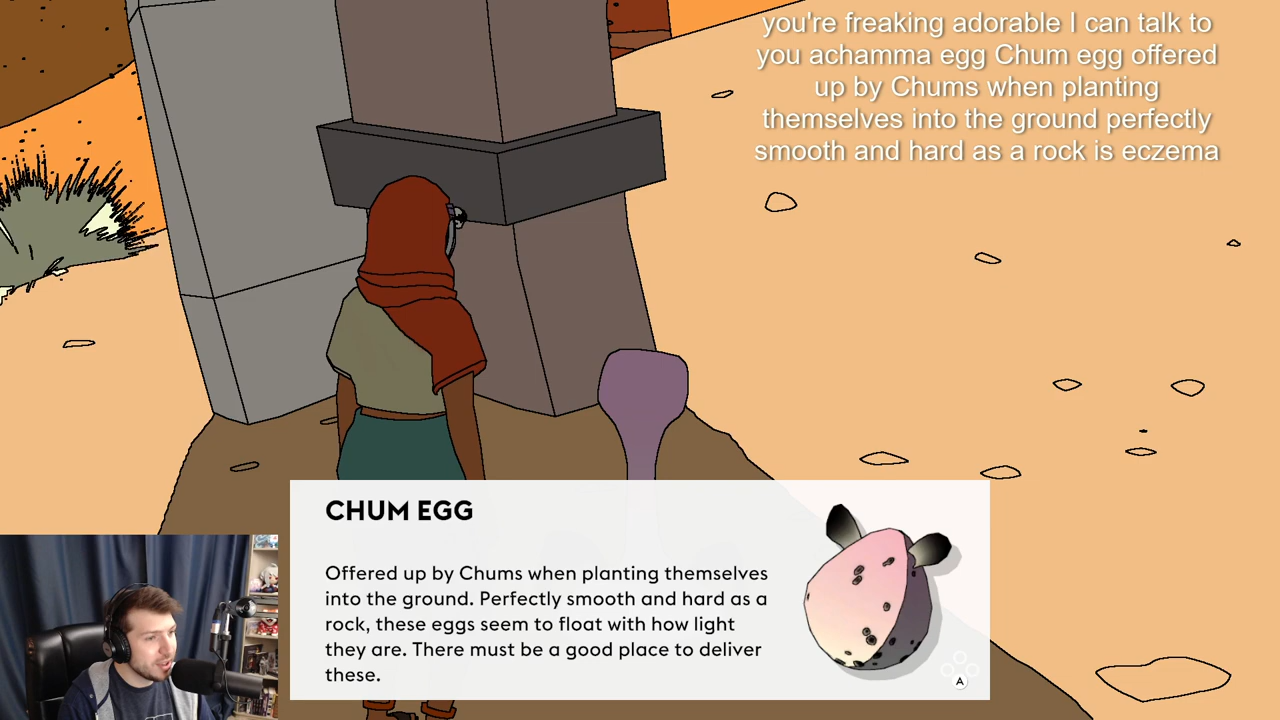 you're freaking adorable I can talk to
you achamma egg Chum egg offered
up by Chums when planting
themselves into the ground perfectly
smooth and hard as a rock is eczema
CHUM EGG
Offered up by Chums when planting themselves
into the ground. Perfectly smooth and hard as a
rock, these eggs seem to float with how light
they are. There must be a good place to deliver
these.
A